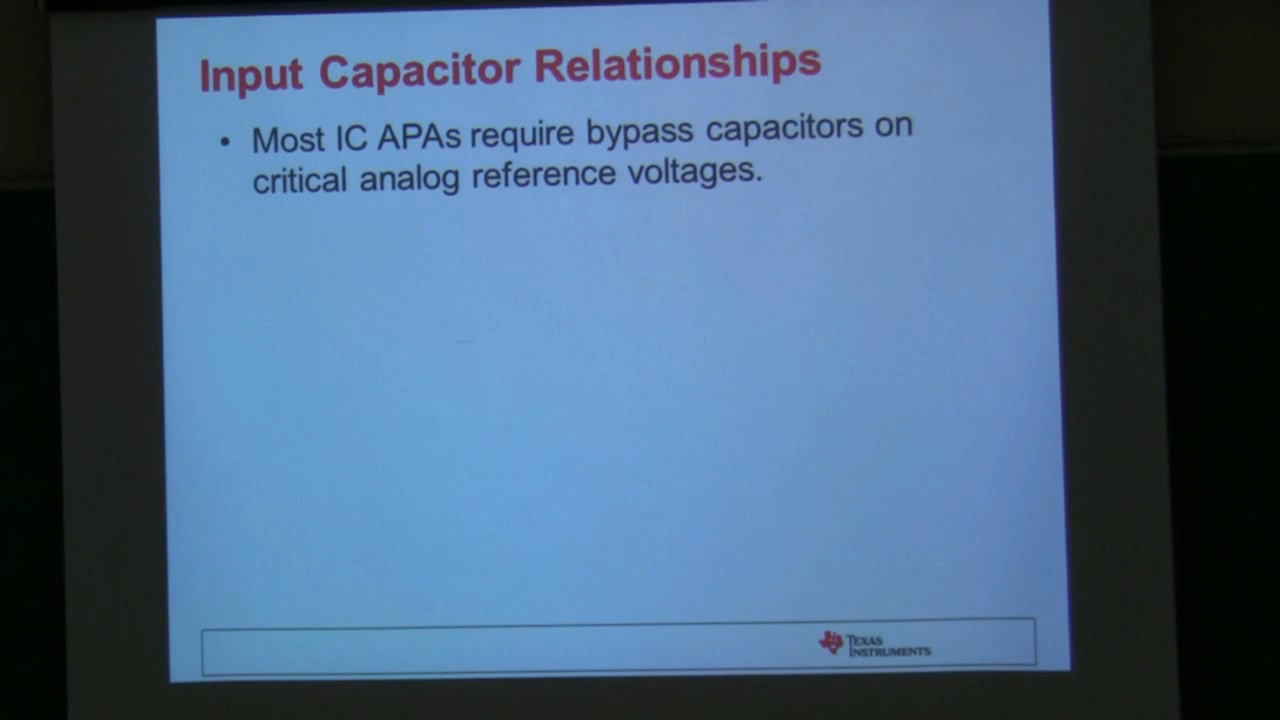 Input Capacitor Relationships
• Most IC APAs require bypass capacitors on
critical analog reference voltages.
TEXAS
INSTRUMENTS